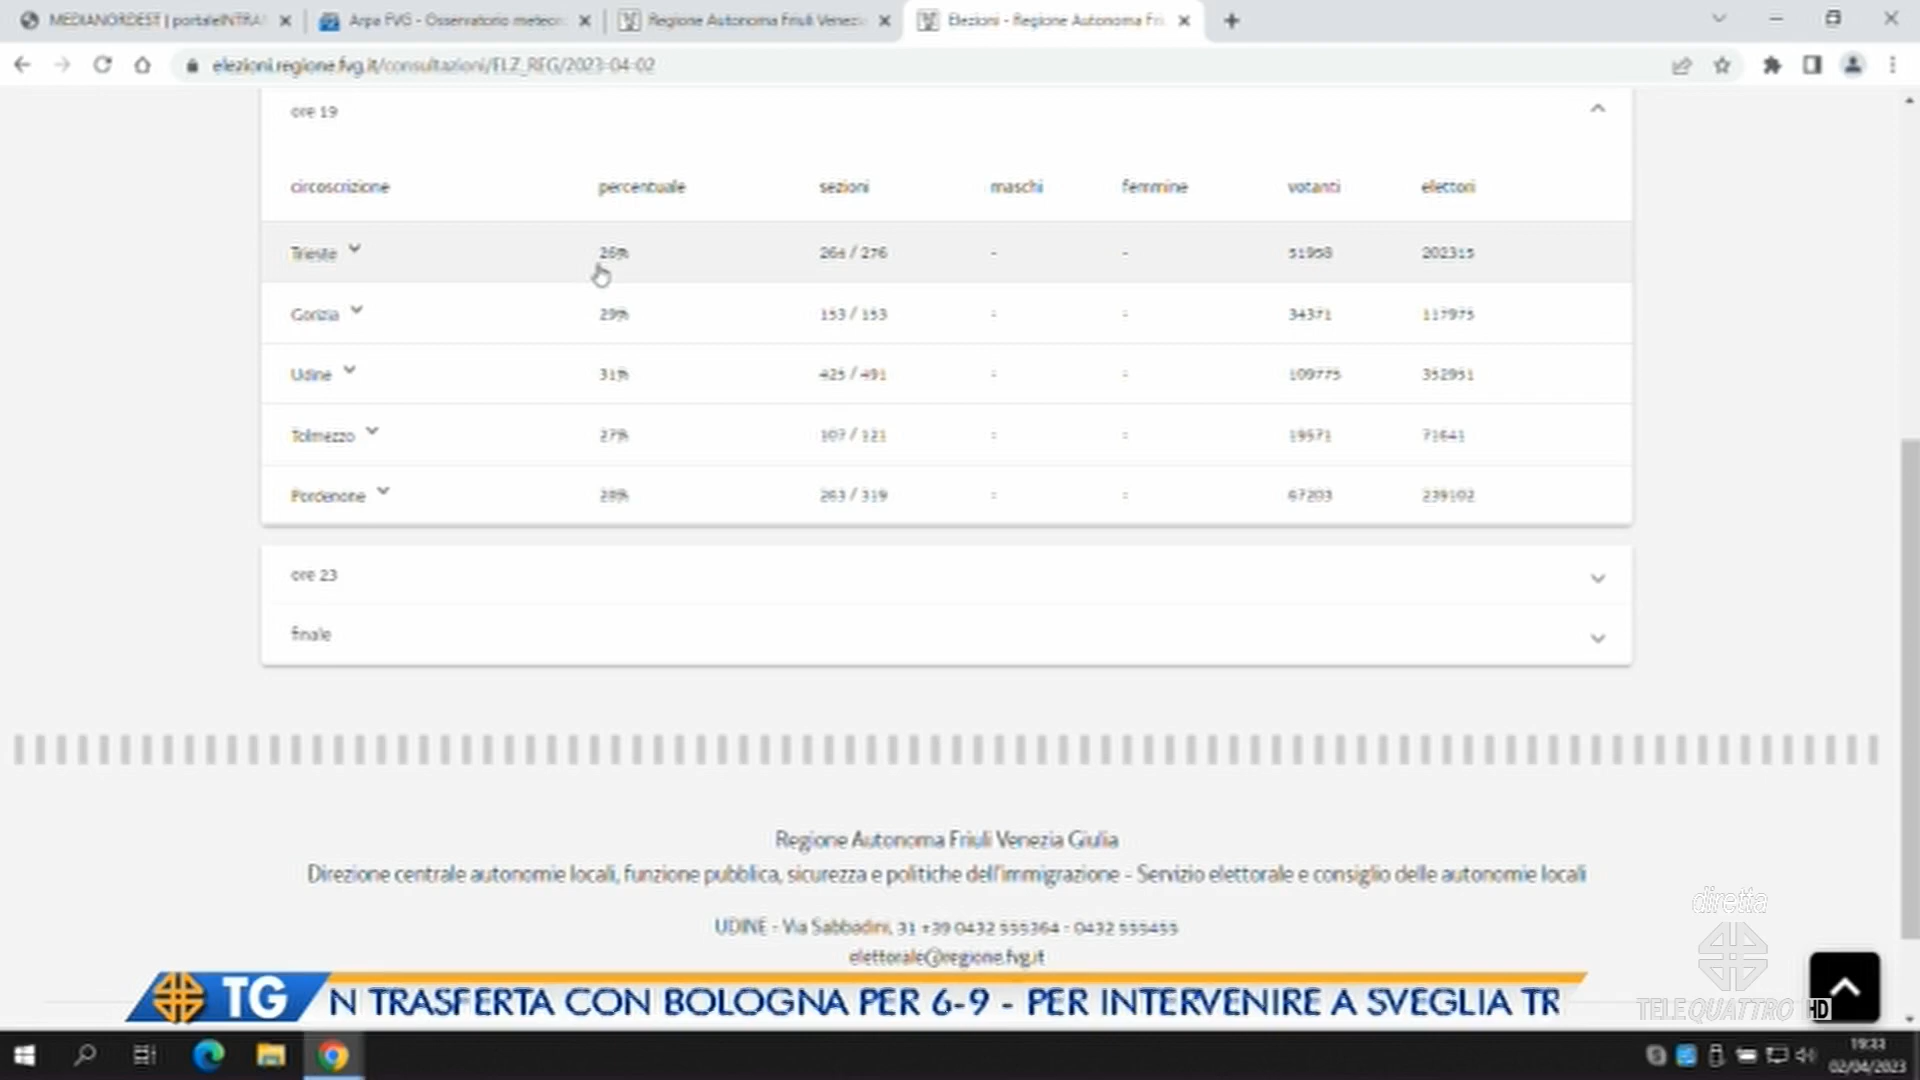 MEDIANORDEST | portaleINTRA
Arpa FVG - Osservatorio meteor
Regione Autonoma Friuli Venezi
Elezioni - Regione Autonoma Fri
elezioni.regione.fvg.it/consultazioni/ELZ_REG/2023-04-02
ore 19
circoscrizione percentuale sezioni maschi femmine votanti elettori
Trieste 26% / 276 - - 202315
Gorizia 29% 153 / 153 - - 34371 117975
Udine 31% 425 / 491 - - 109775 352951
Tolmezzo 27% 107 / 121 - - 19571 71641
Pordenone 28% 263 / 319 - - 67203 239102
ore 23
finale
Regione Autonoma Friuli Venezia Giulia
Direzione centrale autonomie locali, funzione pubblica, sicurezza e politiche dell'immigrazione - Servizio elettorale e consiglio delle autonomie locali
UDINE - Via Sabbadini, 31 +39 0432 555364 - 0432 555455
elettorale@regione.fvg.it
diretta
TELEQUATTRO HD
TG N TRASFERTA CON BOLOGNA PER 6-9 - PER INTERVENIRE A SVEGLIA TR
19:33
02/04/2023